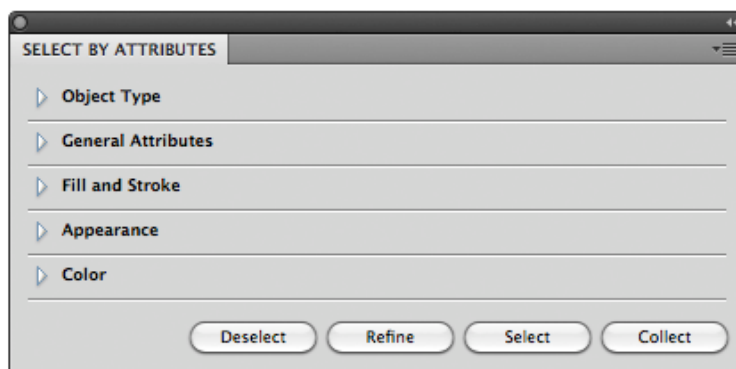 SELECT BY ATTRIBUTES
Object Type
General Attributes
Fill and Stroke
Appearance
Color
Deselect Refine Select Collect